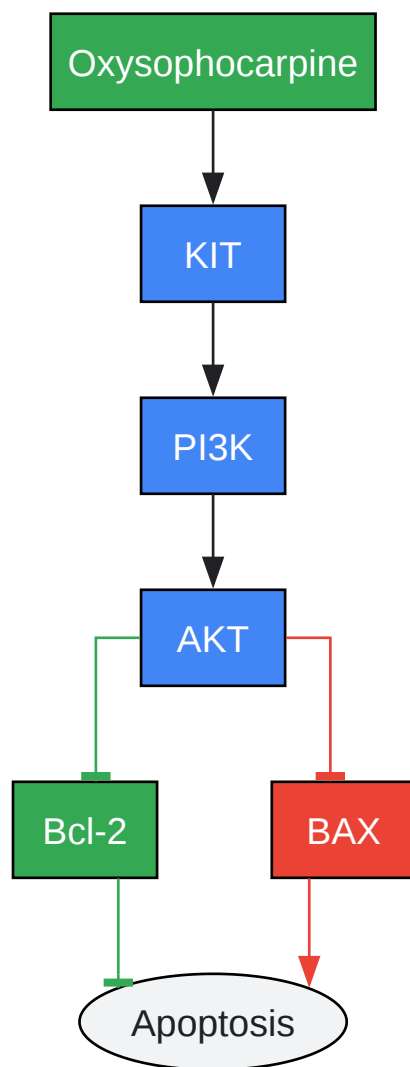 Oxysophocarpine
KIT
PI3K
AKT
Bcl-2
BAX
Apoptosis